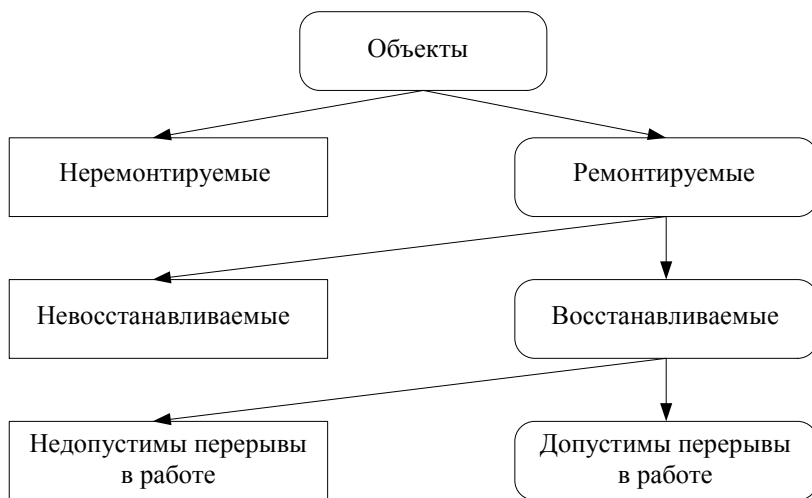 Объекты
Неремонтируемые
Ремонтируемые
Невосстанавливаемые
Восстанавливаемые
Недопустимы перерывы
в работе
Допустимы перерывы
в работе